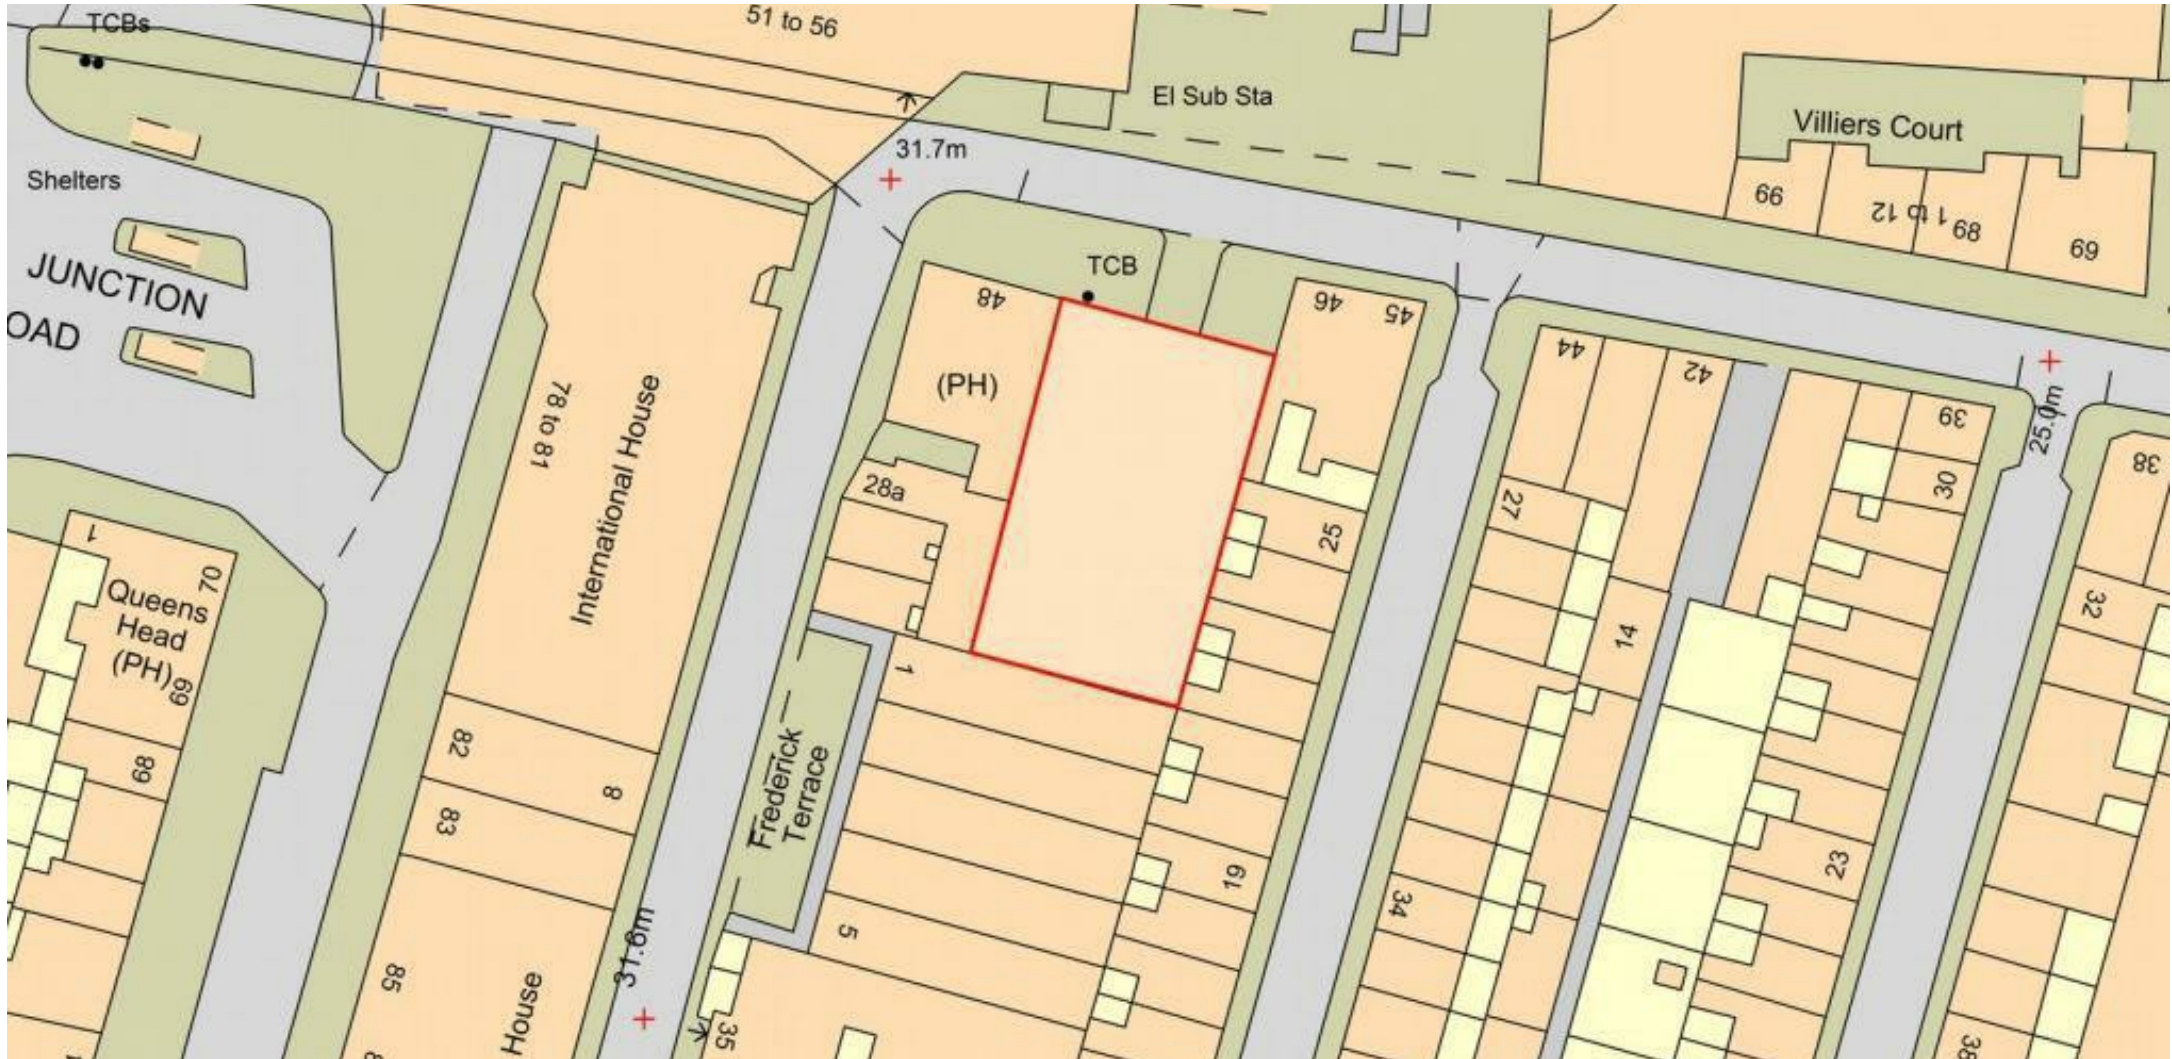 TCBs
51 to 56
El Sub Sta
Villiers Court
31.7m
Shelters
66
1 to 12
68
69
JUNCTION
OAD
TCB
48
46
45
44
42
39
38
(PH)
78 to 81
International House
28a
25
27
30
25.0m
1
70
Queens
Head
(PH)
69
68
14
32
1
82
8
83
Frederick
Terrace
19
23
34
5
31.6m
85
House
35
38